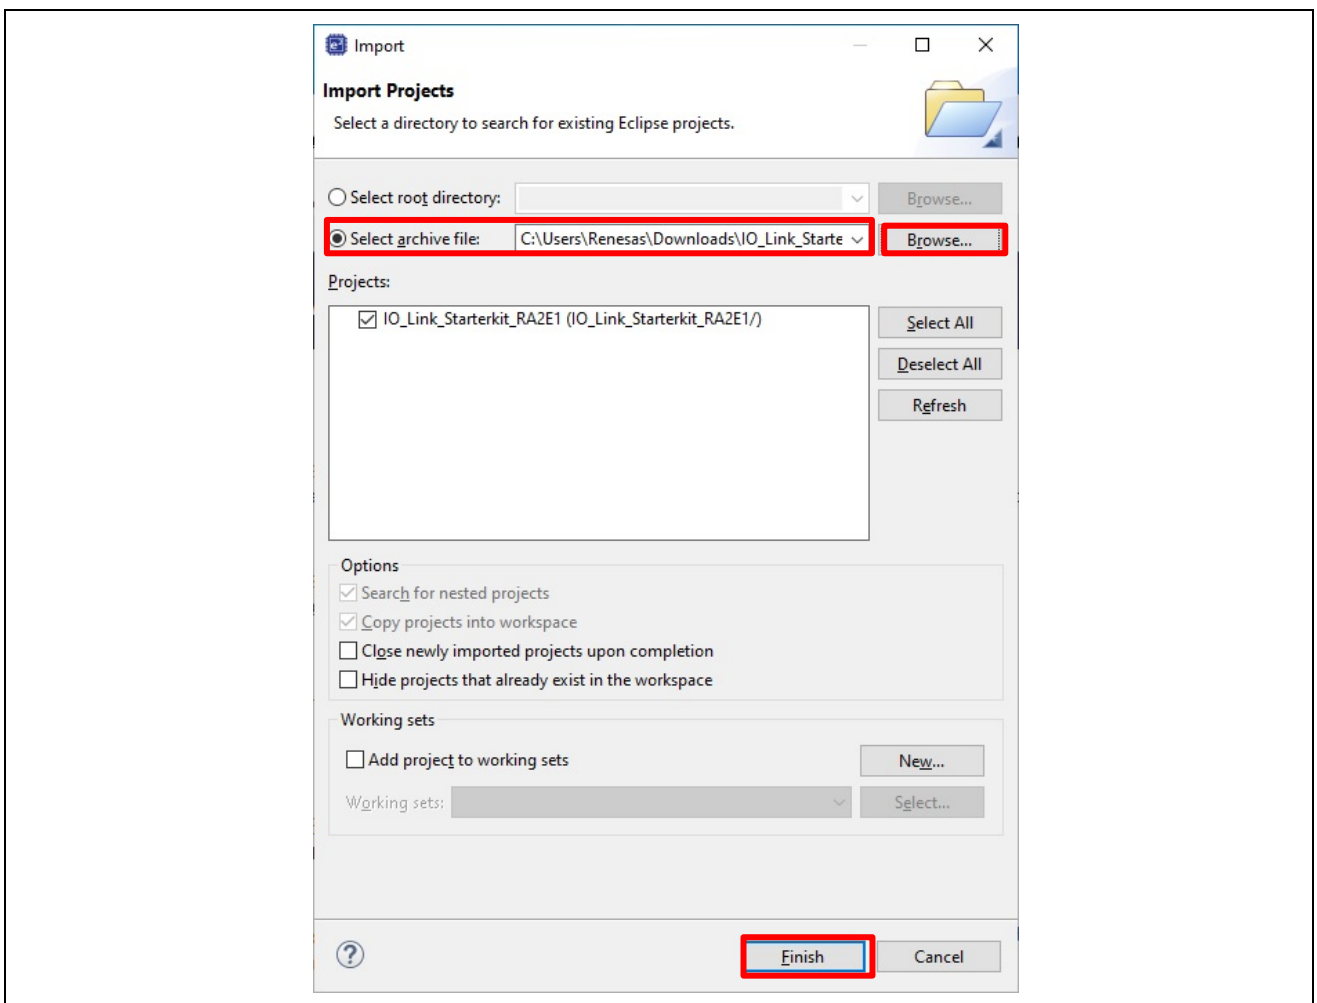 Import
Import Projects
Select a directory to search for existing Eclipse projects.
Select root directory:
Browse...
Select archive file: C:\Users\Renesas\Downloads\IO_Link_Starte Browse...
Projects:
IO_Link_Starterkit_RA2E1 (IO_Link_Starterkit_RA2E1/)
Select All
Deselect All
Refresh
Options
Search for nested projects
Copy projects into workspace
Close newly imported projects upon completion
Hide projects that already exist in the workspace
Working sets
Add project to working sets
New...
Working sets:
Select...
?
Finish
Cancel